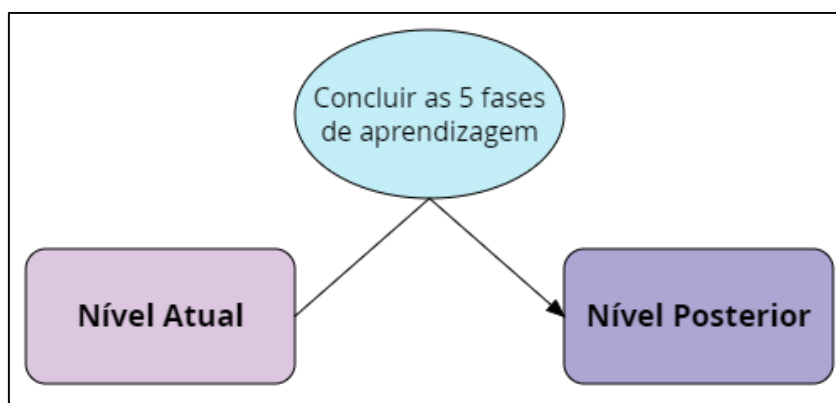 Concluir as 5 fases
de aprendizagem
Nível Atual
Nível Posterior